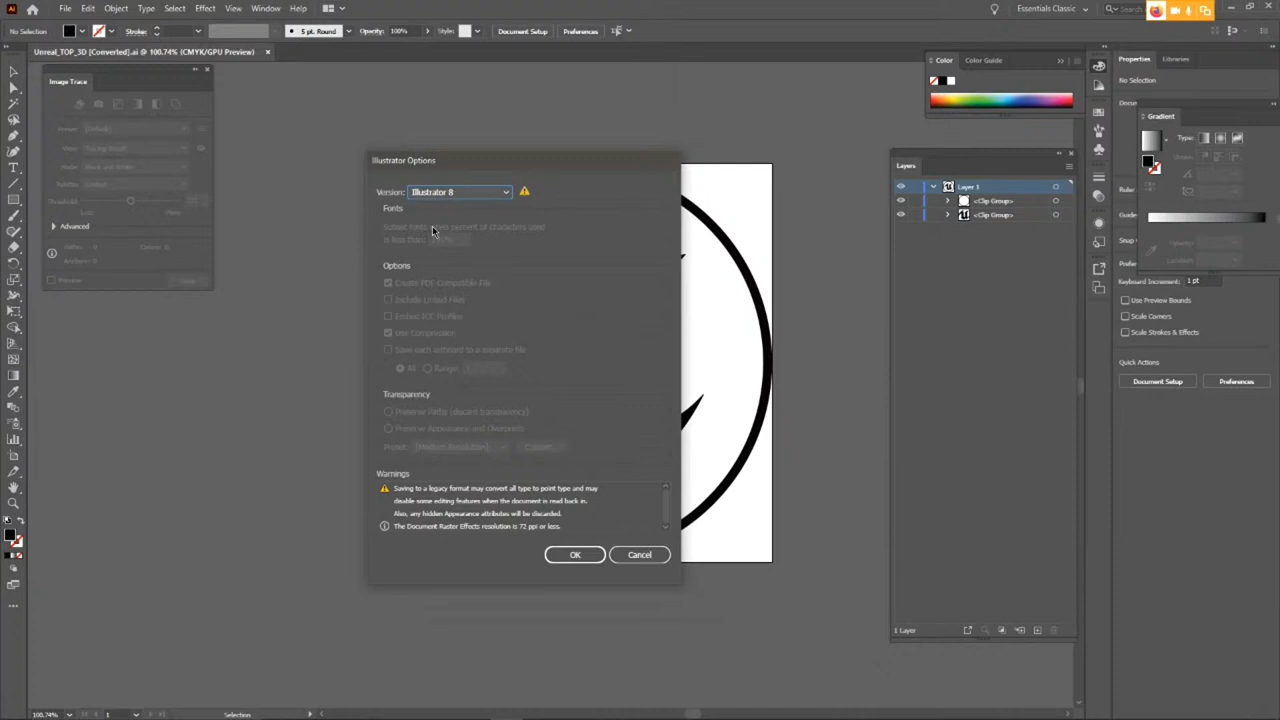 File Edit Object Type Select Effect View Window Help
Essentials Classic
No Selection
Stroke:
5 pt. Round
Opacity: 100%
Style:
Document Setup
Preferences
Unreal_TOP_3D [Converted].ai @ 100.74% (CMYK/GPU Preview)
Image Trace
View:
Mode:
Palette:
Threshold:
Advanced
Preview
Illustrator Options
Version: Illustrator 8
Fonts
Subset fonts when percent of characters used
is less than:
Options
Create PDF Compatible File
Include Linked Files
Embed ICC Profiles
Use Compression
Save each artboard to a separate file
All Range:
Transparency
Preserve Paths (discard transparency)
Preserve Appearance and Overprints
Preset: [Medium Resolution] Custom...
Warnings
Saving to a legacy format may convert all type to point type and may
disable some editing features when the document is read back in.
Also, any hidden Appearance attributes will be discarded.
The Document Raster Effects resolution is 72 ppi or less.
OK Cancel
Color Color Guide
Layers
Layer 1
<Clip Group>
<Clip Group>
1 Layer
Properties Libraries
No Selection
Gradient
Type:
Keyboard Increment: 1 pt
Use Preview Bounds
Scale Corners
Scale Strokes & Effects
Quick Actions
Document Setup Preferences
100.74% 1 Selection